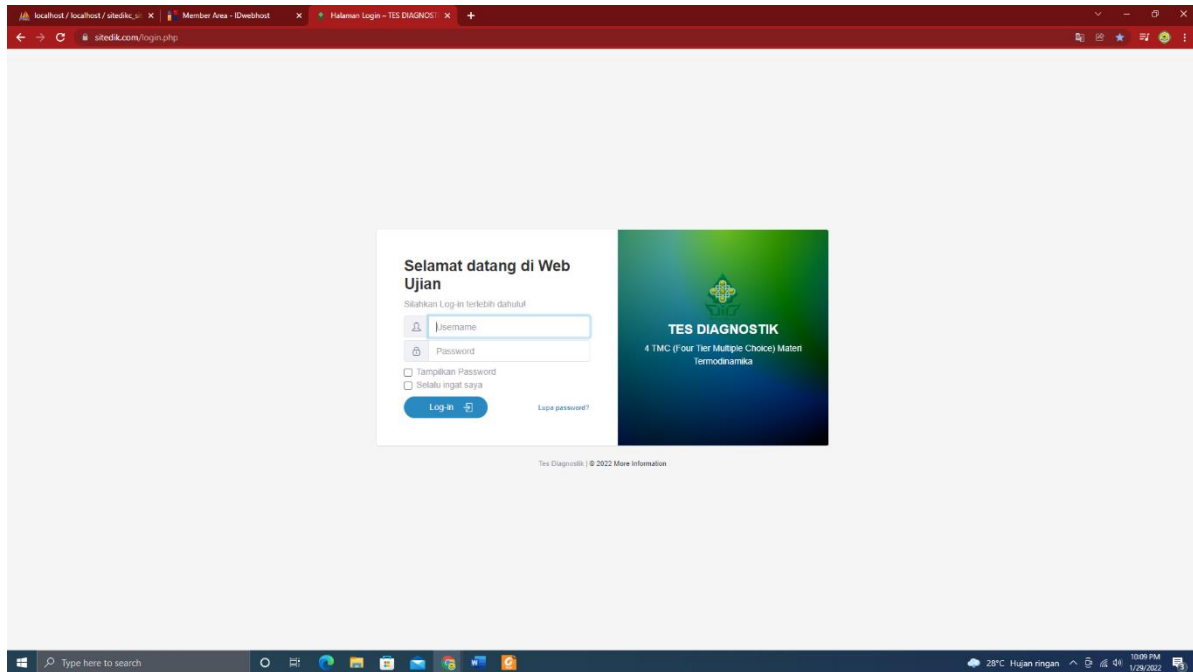 localhost / localhost / sitedikc_si
Member Area - IDwebhost
Halaman Login – TES DIAGNOSTI
sitedik.com/login.php
Selamat datang di Web
Ujian
Silahkan Log-in terlebih dahulu!
Username
Password
Tampilkan Password
Selalu ingat saya
Log-in
Lupa password?
TES DIAGNOSTIK
4 TMC (Four Tier Multiple Choice) Materi
Termodinamika
Tes Diagnostik | © 2022 More Information
Type here to search
28°C Hujan ringan
10:09 PM
1/29/2022